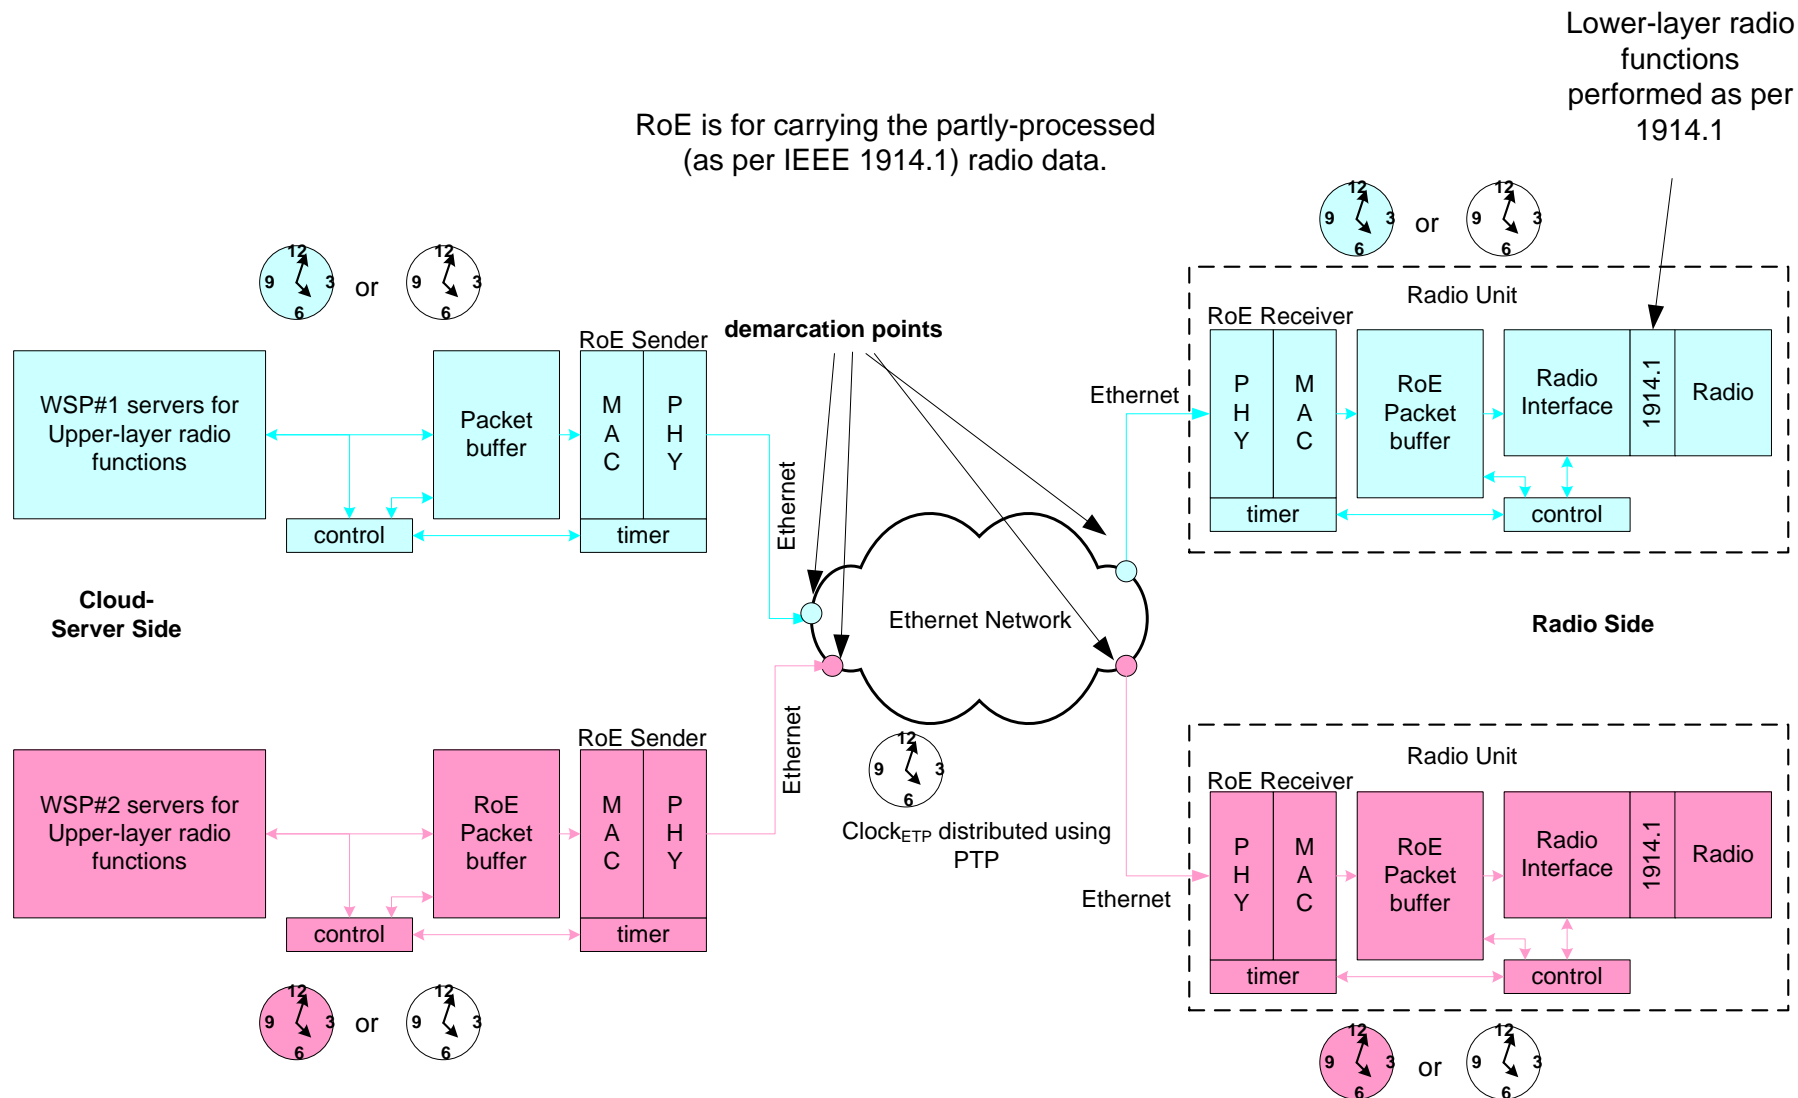 Lower-layer radio
functions
performed as per
1914.1
RoE is for carrying the partly-processed
(as per IEEE 1914.1) radio data.
12
9 3
6
or
12
9 3
6
12
9 3
6
or
12
9 3
6
demarcation points
RoE Sender
WSP#1 servers for
Upper-layer radio
functions
Packet
buffer
M
A
C
P
H
Y
control
timer
Ethernet
Ethernet
Radio Unit
RoE Receiver
P
H
Y
M
A
C
RoE
Packet
buffer
Radio
Interface
1914.1
Radio
timer
control
Cloud-
Server Side
Ethernet Network
Radio Side
RoE Sender
WSP#2 servers for
Upper-layer radio
functions
RoE
Packet
buffer
M
A
C
P
H
Y
control
timer
Ethernet
12
9 3
6
ClockETP distributed using
PTP
Ethernet
Radio Unit
RoE Receiver
P
H
Y
M
A
C
RoE
Packet
buffer
Radio
Interface
1914.1
Radio
timer
control
12
9 3
6
or
12
9 3
6
12
9 3
6
or
12
9 3
6